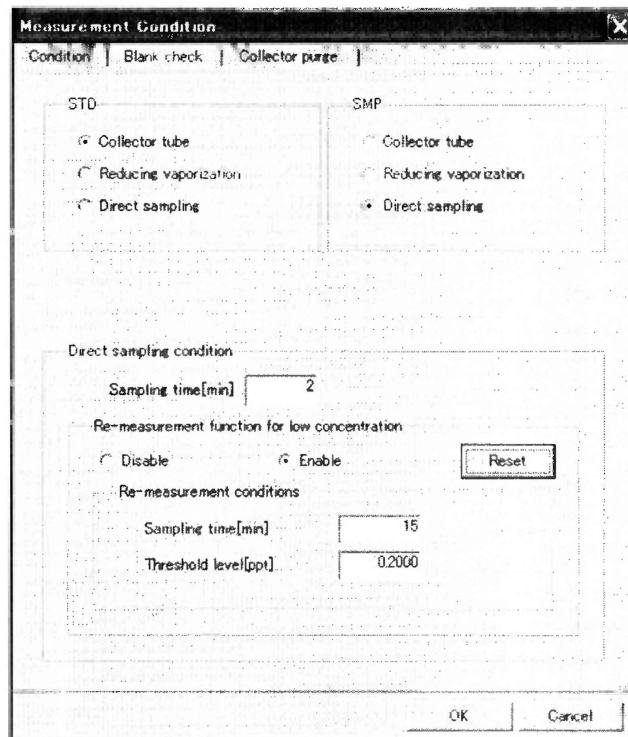 Measurement Condition
Condition | Blank check | Collector purge |
STD
Collector tube
Reducing vaporization
Direct sampling
SMP
Collector tube
Reducing vaporization
Direct sampling
Direct sampling condition
Sampling time[min] 2
Re-measurement function for low concentration
Disable Enable Reset
Re-measurement conditions
Sampling time[min] 15
Threshold level[ppt] 0.2000
OK Cancel